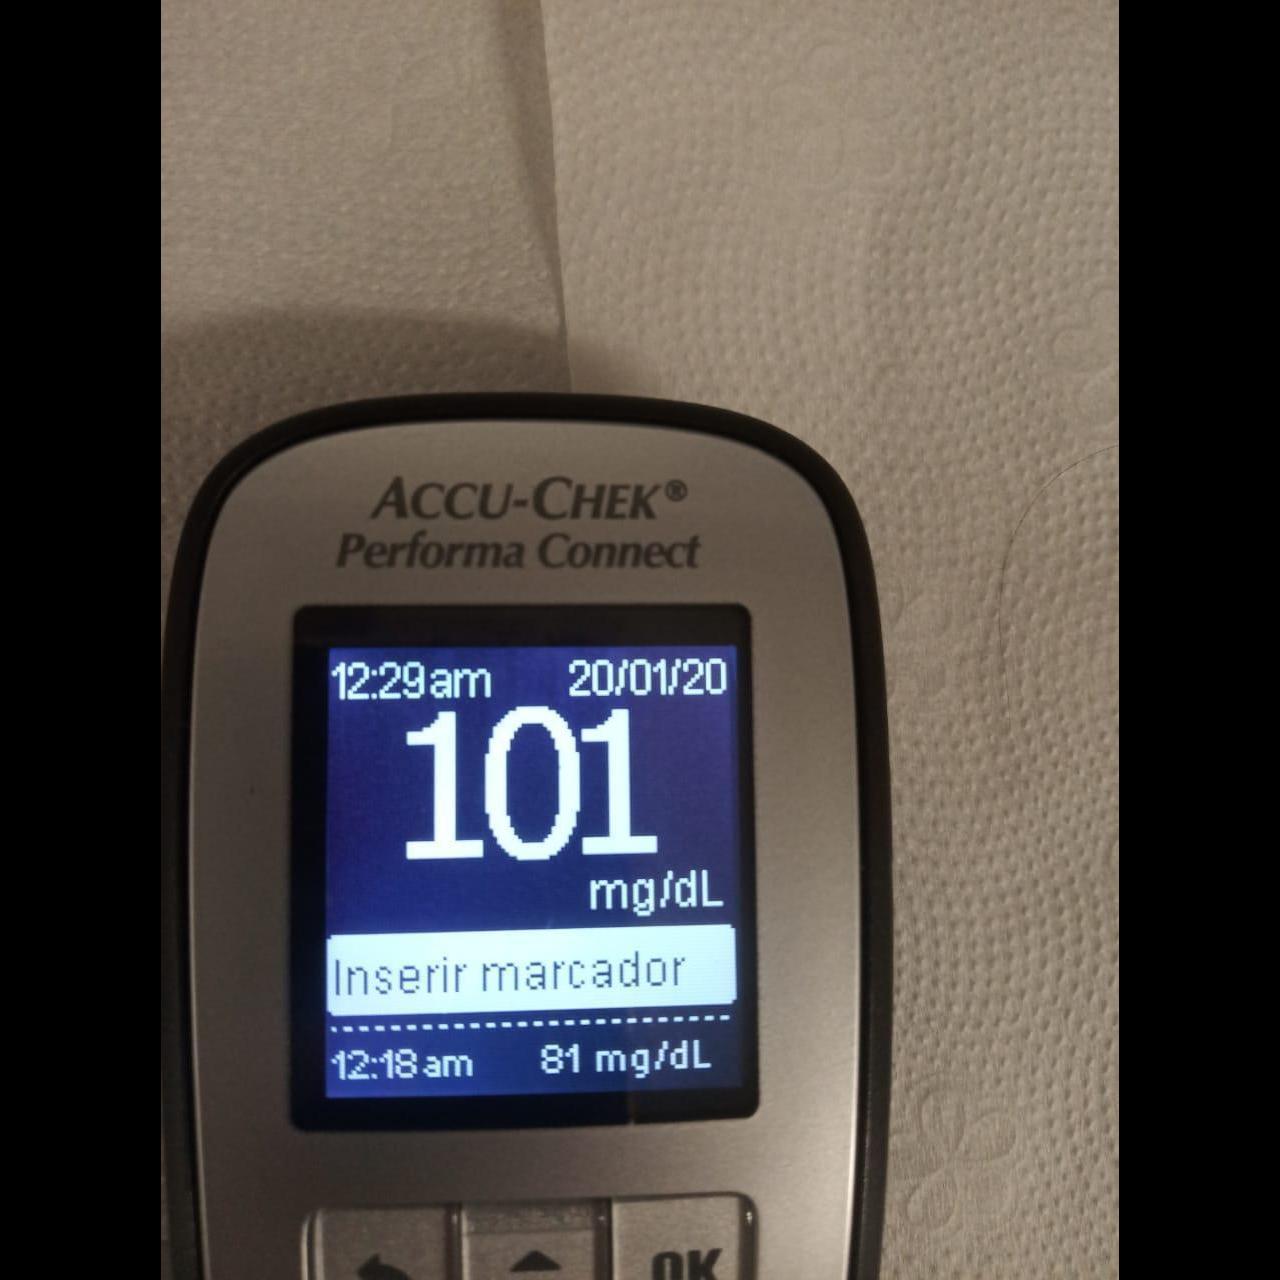 ACCU-CHEK®
Performa Connect
12:29am 20/01/20
101
mg/dL
Inserir marcador
12:18am 81 mg/dL
OK